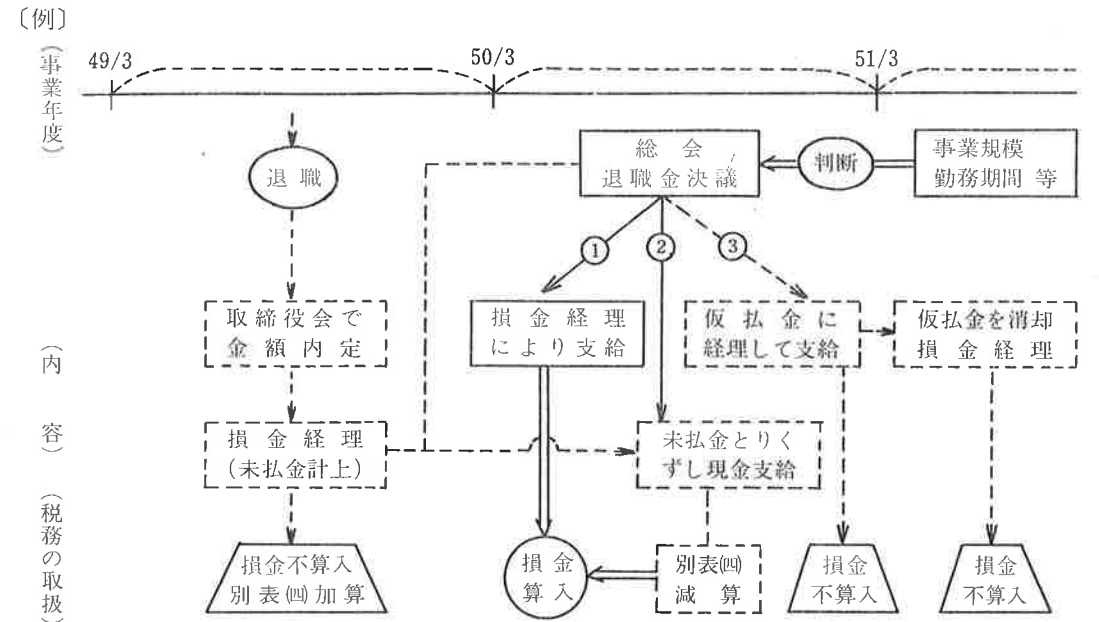 〔例〕
（事業年度）
49/3
50/3
51/3
退職
総会
退職金決議
判断
事業規模
勤務期間 等
①
②
③
（内容）
取締役会で
金額内定
損金経理
により支給
仮払金に
経理して支給
仮払金を消却
損金経理
損金経理
（未払金計上）
未払金とりく
ずし現金支給
（税務の取扱）
損金不算入
別表㈣加算
損金
算入
別表㈣
減算
損金
不算入
損金
不算入